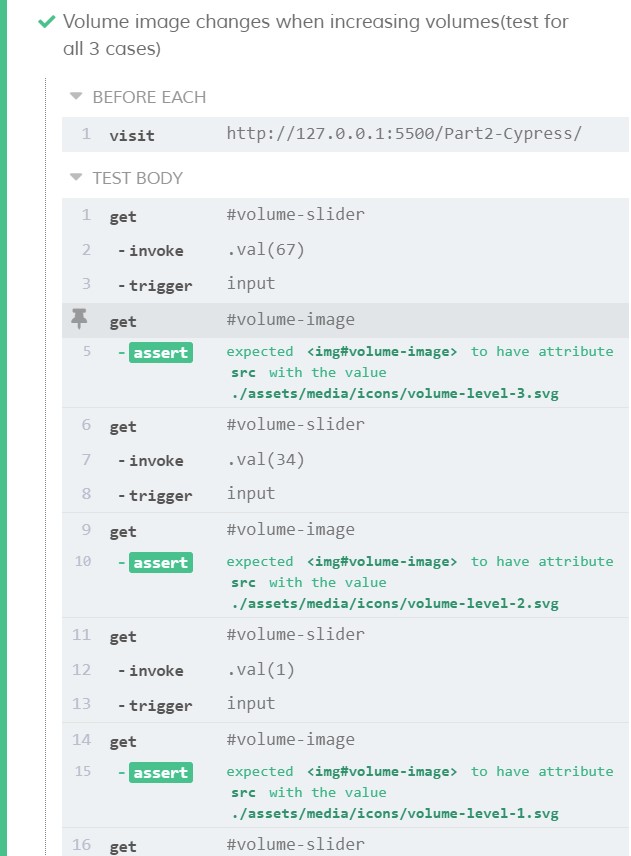 Volume image changes when increasing volumes(test for
all 3 cases)
BEFORE EACH
1 visit http://127.0.0.1:5500/Part2-Cypress/
TEST BODY
1 get #volume-slider
2 -invoke .val(67)
3 -trigger input
get #volume-image
5 -assert expected <img#volume-image> to have attribute
src with the value
./assets/media/icons/volume-level-3.svg
6 get #volume-slider
7 -invoke .val(34)
8 -trigger input
9 get #volume-image
10 -assert expected <img#volume-image> to have attribute
src with the value
./assets/media/icons/volume-level-2.svg
11 get #volume-slider
12 -invoke .val(1)
13 -trigger input
14 get #volume-image
15 -assert expected <img#volume-image> to have attribute
src with the value
./assets/media/icons/volume-level-1.svg
16 get #volume-slider